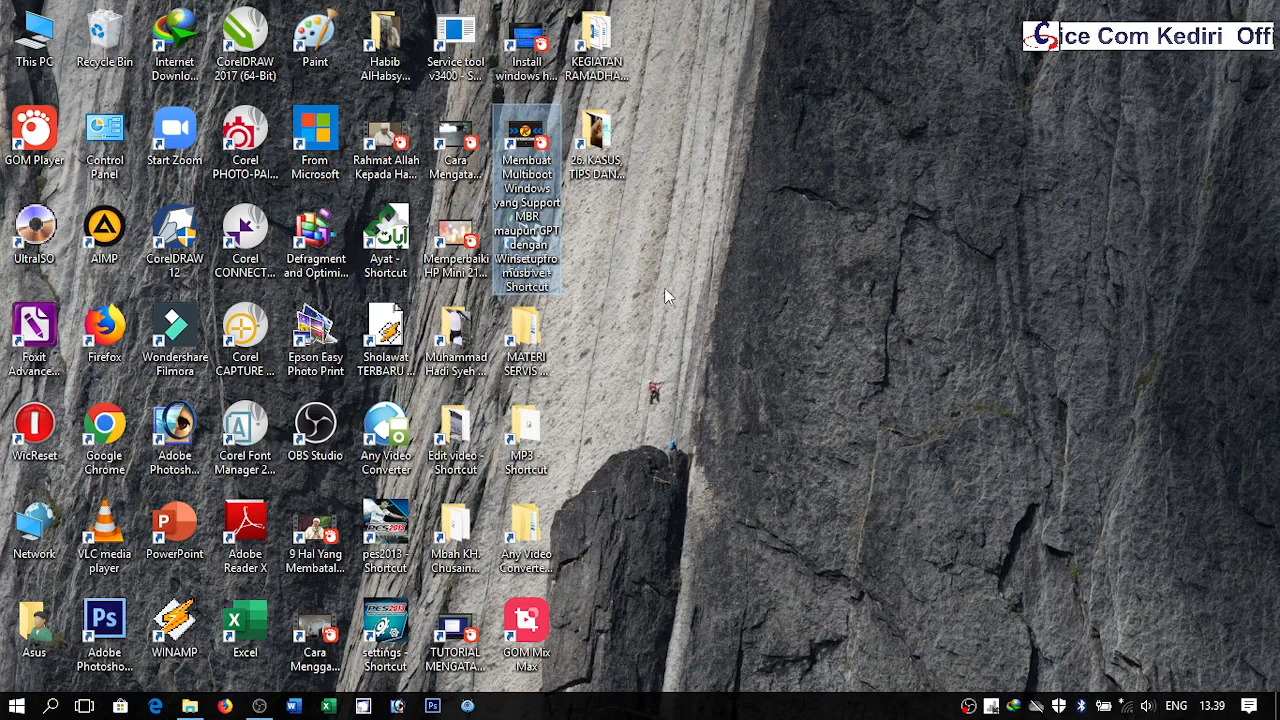 ice Com Kediri Offi
This PC
Recycle Bin
Internet
Downlo...
CorelDRAW
2017 (64-Bit)
Paint
Habib
AlHabsy...
Service tool
v3400 - S...
Install
windows h...
KEGIATAN
RAMADHA...
GOM Player
Control
Panel
Start Zoom
Corel
PHOTO-PAI...
From
Microsoft
Rahmat Allah
Kepada Ha...
Cara
Mengata...
Membuat
Multiboot
Windows
yang Support
MBR
maupun GPT
dengan
Winsetupfro
musb ver -
Shortcut
26. KASUS,
TIPS DAN...
UltraISO
AIMP
CorelDRAW
12
Corel
CONNECT...
Defragment
and Optimi...
Ayat -
Shortcut
Memperbaiki
HP Mini 21...
Foxit
Advance...
Firefox
Wondershare
Filmora
Corel
CAPTURE ...
Epson Easy
Photo Print
Sholawat
TERBARU ...
Muhammad
Hadi Syeh ...
MATERI
SERVIS ...
WicReset
Google
Chrome
Adobe
Photosh...
Corel Font
Manager 2...
OBS Studio
Any Video
Converter
Edit video -
Shortcut
MP3 -
Shortcut
Network
VLC media
player
PowerPoint
Adobe
Reader X
9 Hal Yang
Membatal...
pes2013 -
Shortcut
Mbah KH.
Chusain...
Any Video
Converte...
Asus
Adobe
Photosho...
WINAMP
Excel
Cara
Mengga...
settings -
Shortcut
TUTORIAL
MENGATA...
GOM Mix
Max
ENG
13.39